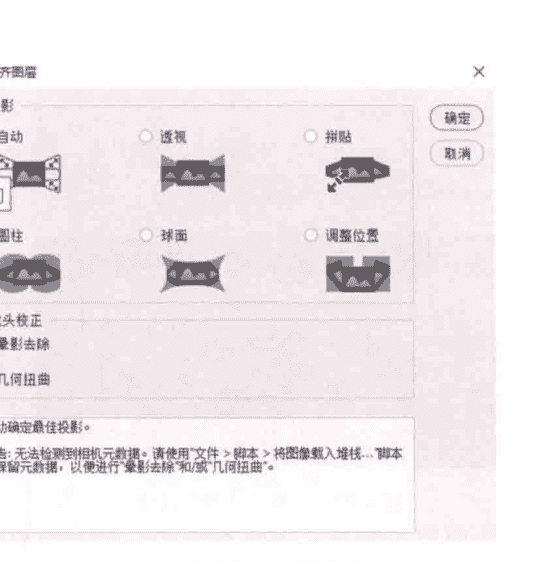 齐图层
影
自动
透视
拼贴
确定
取消
圆柱
球面
调整位置
头校正
晕影去除
几何扭曲
动确定最佳投影。
告: 无法检测到相机元数据。请使用“文件 > 脚本 > 将图像载入堆栈...”脚本
保留元数据，以便进行“晕影去除”和/或“几何扭曲”。